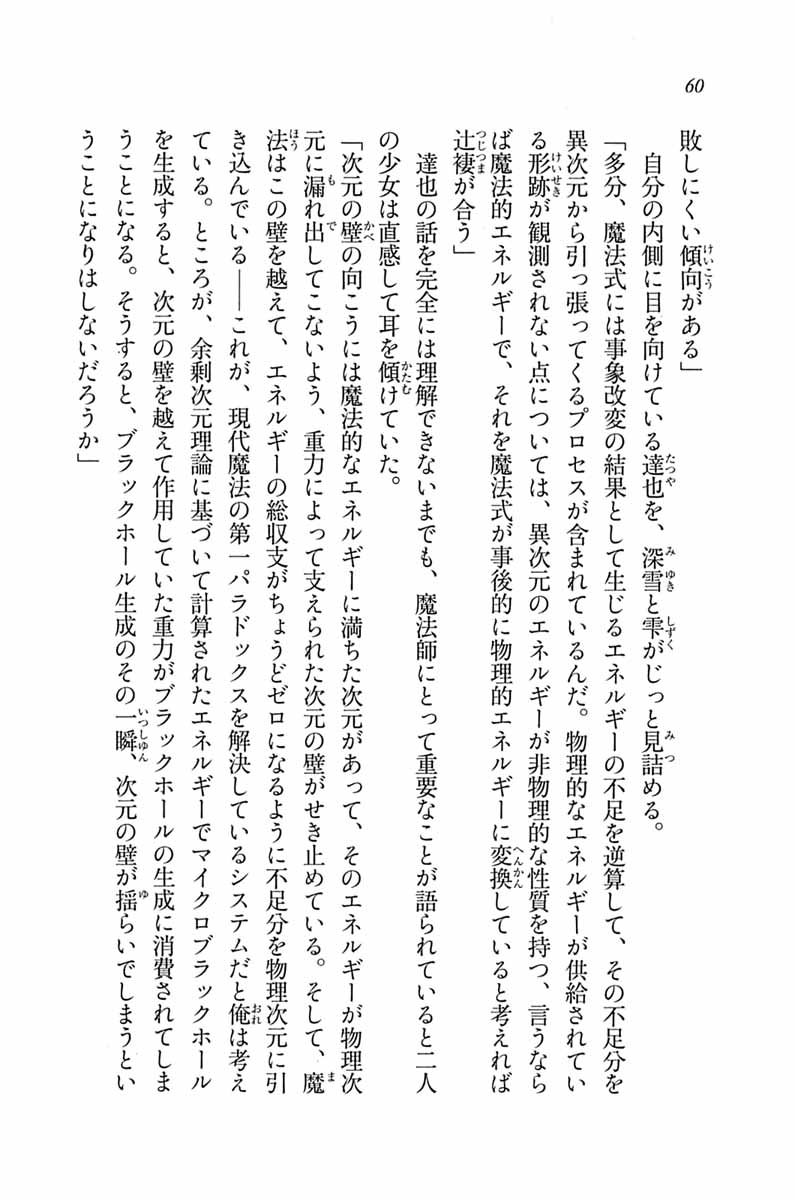 60
敗しにくい傾向がある」
自分の内側に目を向けている達也を、深雪と雫がじっと見詰める。
「多分、魔法式には事象改変の結果として生じるエネルギーの不足を逆算して、その不足分を
異次元から引っ張ってくるプロセスが含まれているんだ。物理的なエネルギーが供給されてい
る形跡が観測されない点については、異次元のエネルギーが非物理的な性質を持つ、言うなら
ば魔法的エネルギーで、それを魔法式が事後的に物理的エネルギーに変換していると考えれば
辻褄が合う」
達也の話を完全には理解できないまでも、魔法師にとって重要なことが語られていると二人
の少女は直感して耳を傾けていた。
「次元の壁の向こうには魔法的なエネルギーに満ちた次元があって、そのエネルギーが物理次
元に漏れ出してこないよう、重力によって支えられた次元の壁がせき止めている。そして、魔
法はこの壁を越えて、エネルギーの総収支がちょうどゼロになるように不足分を物理次元に引
き込んでいる――これが、現代魔法の第一パラドックスを解決しているシステムだと俺は考え
ている。ところが、余剰次元理論に基づいて計算されたエネルギーでマイクロブラックホール
を生成すると、次元の壁を越えて作用していた重力がブラックホールの生成に消費されてしま
うことになる。そうすると、ブラックホール生成のその一瞬、次元の壁が揺らいでしまうとい
うことになりはしないだろうか」